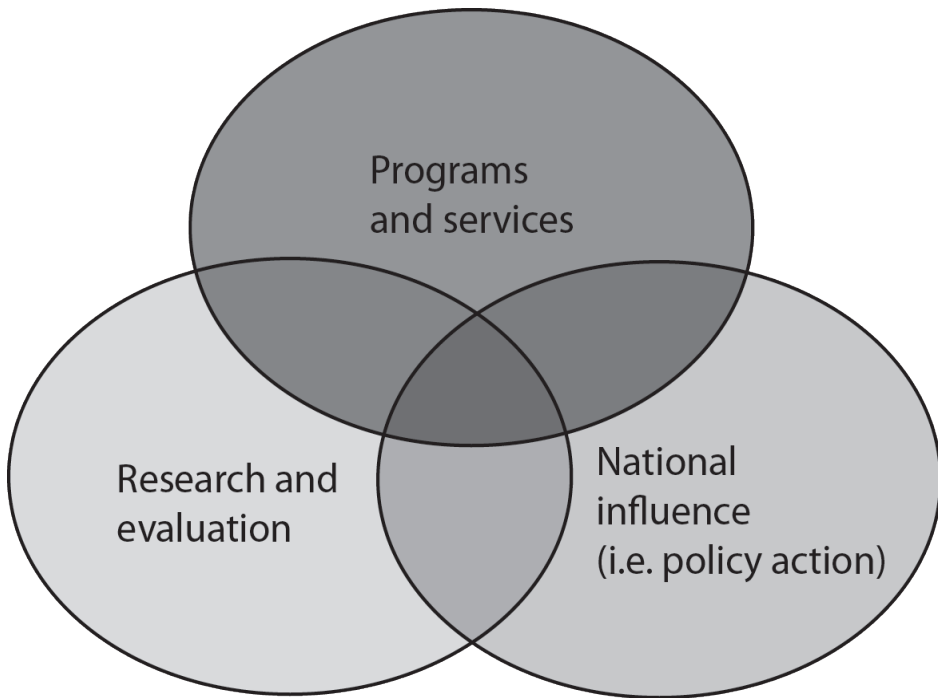 Programs
and services
Research and
evaluation
National
influence
(i.e. policy action)